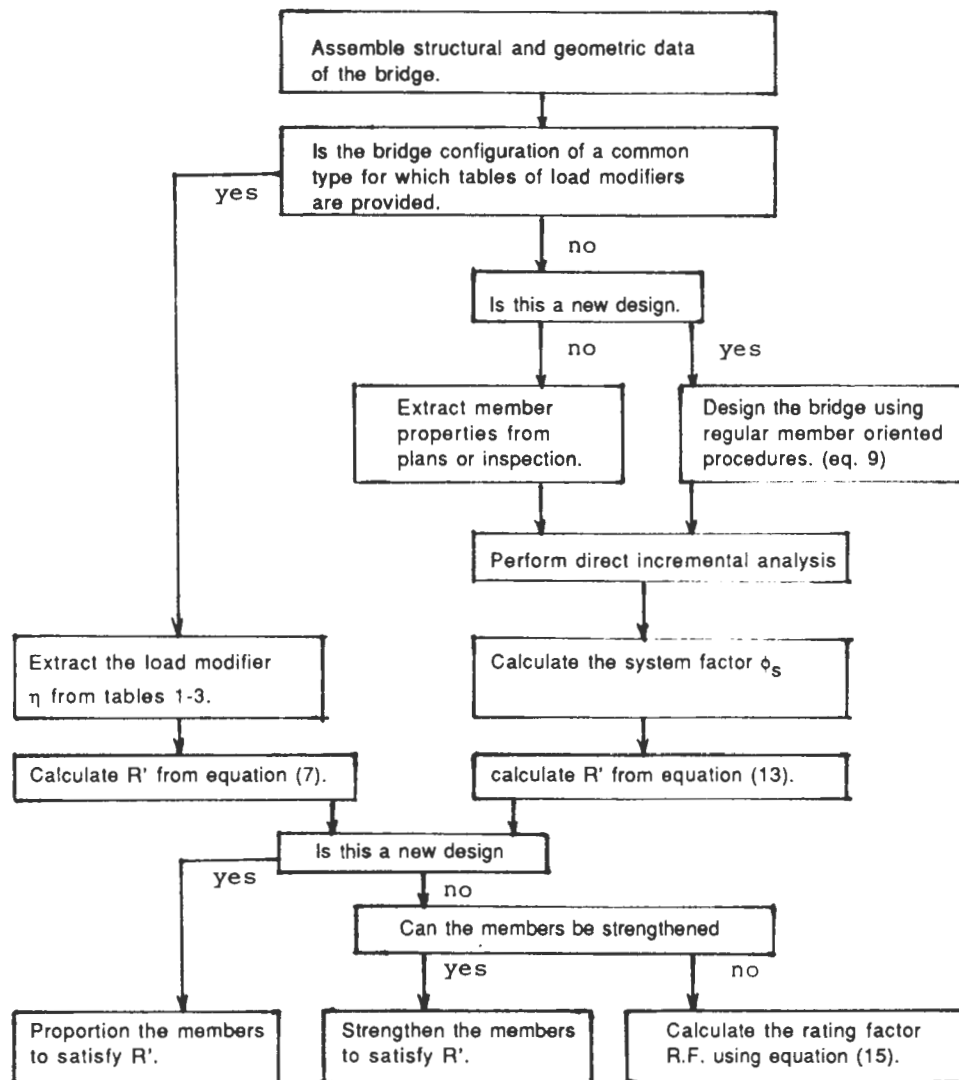 Assemble structural and geometric data
of the bridge.
Is the bridge configuration of a common
type for which tables of load modifiers
are provided.
yes
no
Is this a new design.
no
yes
Extract member
properties from
plans or inspection.
Design the bridge using
regular member oriented
procedures. (eq. 9)
Perform direct incremental analysis
Extract the load modifier
η from tables 1-3.
Calculate the system factor ϕs
Calculate R' from equation (7).
calculate R' from equation (13).
Is this a new design
yes
no
Can the members be strengthened
yes
no
Proportion the members
to satisfy R'.
Strengthen the members
to satisfy R'.
Calculate the rating factor
R.F. using equation (15).